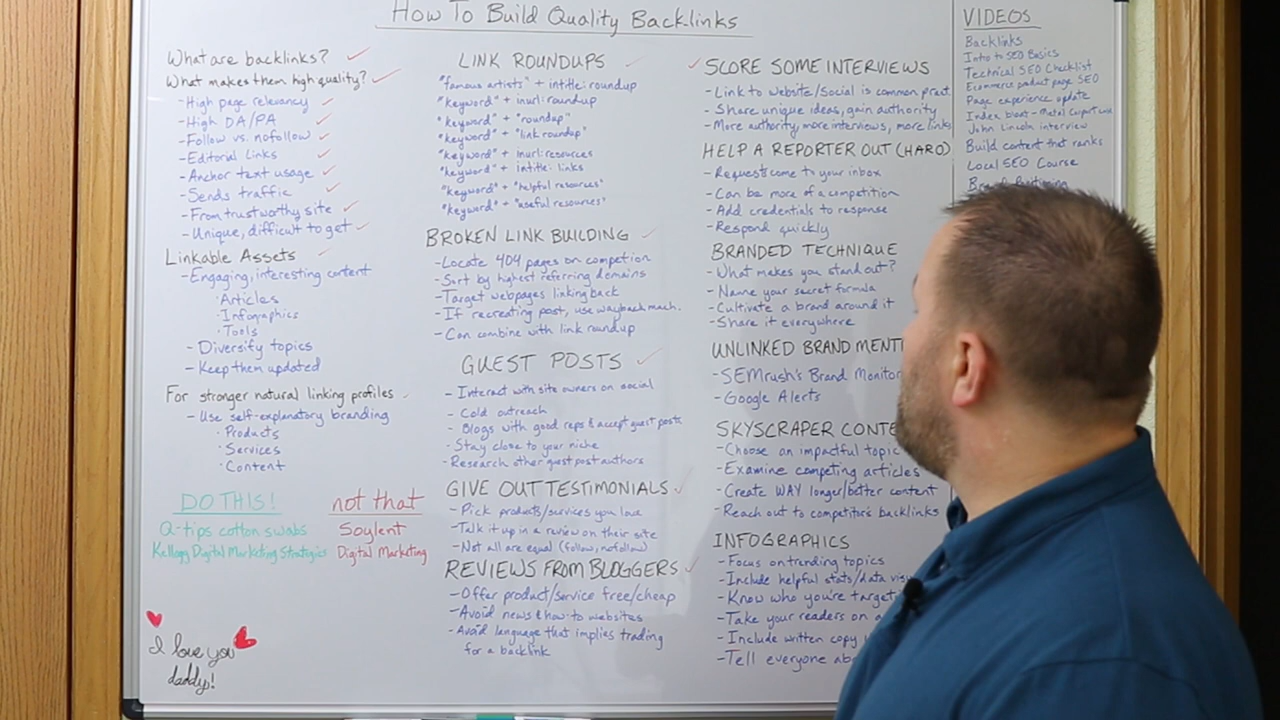 How To Build Quality Backlinks
What are backlinks?
What makes them high quality?
- High page relevancy
- High DA/PA
- Follow vs. nofollow
- Editorial Links
- Anchor text usage
- Sends traffic
- From trustworthy site
- Unique, difficult to get
Linkable Assets
- Engaging, interesting content
· Articles
· Infographics
· Tools
- Diversify topics
- Keep them updated
For stronger natural linking profiles
- Use self-explanatory branding
· Products
· Services
· Content
DO THIS!
Q-tips cotton swabs
Kellogg Digital Marketing Strategies
not that
Soylent
Digital Marketing
I love you
daddy!
LINK ROUNDUPS
"famous artists" + intitle: roundup
"keyword" + inurl: roundup
"keyword" + "roundup"
"keyword" + "link roundup"
"keyword" + inurl: resources
"keyword" + intitle: links
"keyword" + "helpful resources"
"keyword" + "useful resources"
BROKEN LINK BUILDING
- Locate 404 pages on competion
- Sort by highest referring domains
- Target webpages linking back
- If recreating post, use wayback mach.
- Can combine with link roundup
GUEST POSTS
- Interact with site owners on social
- Cold outreach
- Blogs with good reps & accept guest posts
- Stay close to your niche
- Research other guest post authors
GIVE OUT TESTIMONIALS
- Pick products/services you love
- Talk it up in a review on their site
- Not all are equal (follow, nofollow)
REVIEWS FROM BLOGGERS
- Offer product/service free/cheap
- Avoid news & how-to websites
- Avoid language that implies trading
for a backlink
SCORE SOME INTERVIEWS
- Link to website/Social is common pract.
- Share unique ideas, gain authority
- More authority, more interviews, more links
HELP A REPORTER OUT (HARO)
- Requests come to your inbox
- Can be more of a competition
- Add credentials to response
- Respond quickly
BRANDED TECHNIQUE
- What makes you stand out?
- Name your secret formula
- Cultivate a brand around it
- Share it everywhere
UNLINKED BRAND MENT
- SEMrush's Brand Monitor
- Google Alerts
SKYSCRAPER CONTE
- Choose an impactful topic
- Examine competing articles
- Create WAY longer/better content
- Reach out to competitor's backlinks
INFOGRAPHICS
- Focus on trending topics
- Include helpful stats/data vis
- Know who you're target
- Take your readers on a
- Include written copy
- Tell everyone ab
VIDEOS
Backlinks
Intro to SEO Basics
Technical SEO Checklist
Ecommerce product page SEO
Page experience update
Index bloat - Metal
John Lincoln interview
Build content that ranks
Local SEO Course